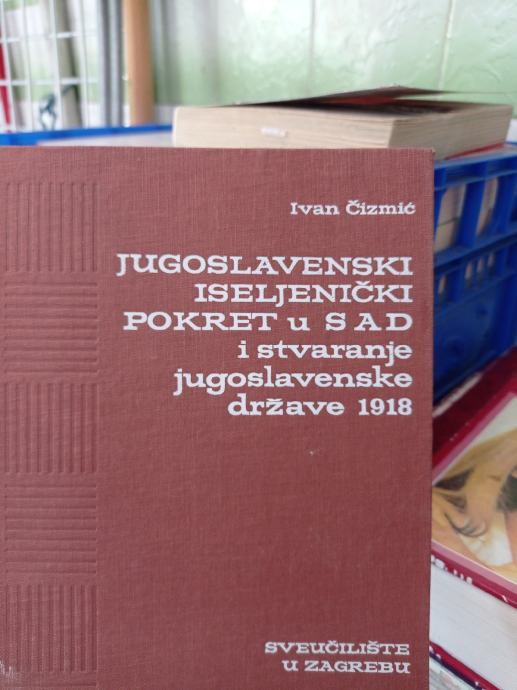 Ivan Čizmić
JUGOSLAVENSKI
ISELJENIČKI
POKRET u SAD
i stvaranje
jugoslavenske
države 1918
SVEUČILIŠTE
U ZAGREBU